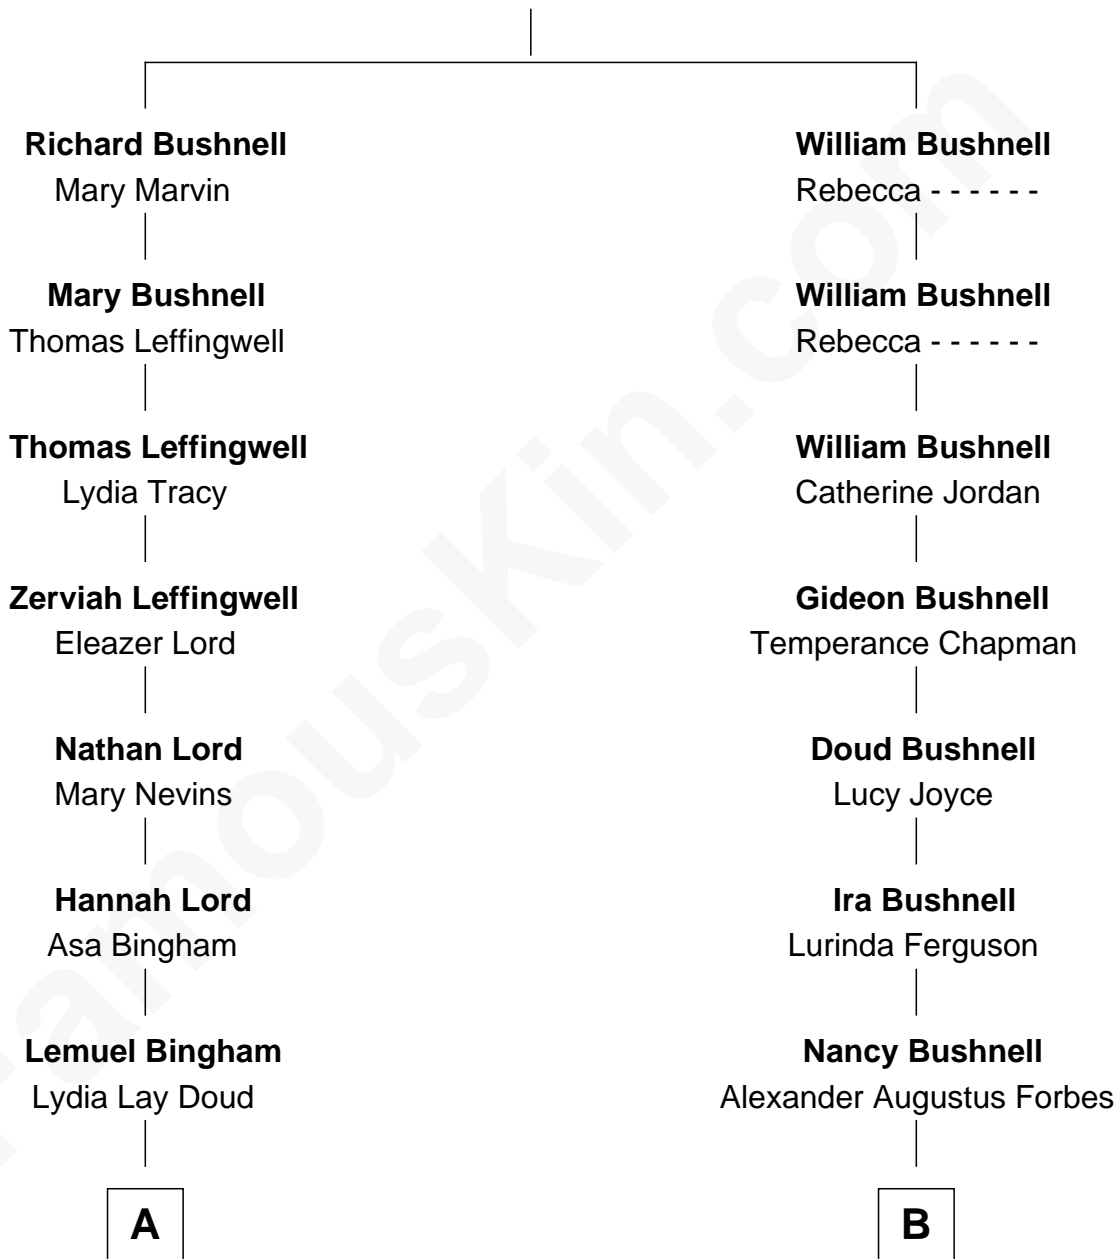 Richard Bushnell
Mary Marvin
Mary Bushnell
Thomas Leffingwell
Thomas Leffingwell
Lydia Tracy
Zerviah Leffingwell
Eleazer Lord
Nathan Lord
Mary Nevins
Hannah Lord
Asa Bingham
Lemuel Bingham
Lydia Lay Doud
A
William Bushnell
Rebecca - - - - - -
William Bushnell
Rebecca - - - - - -
William Bushnell
Catherine Jordan
Gideon Bushnell
Temperance Chapman
Doud Bushnell
Lucy Joyce
Ira Bushnell
Lurinda Ferguson
Nancy Bushnell
Alexander Augustus Forbes
B
FamousKin.com